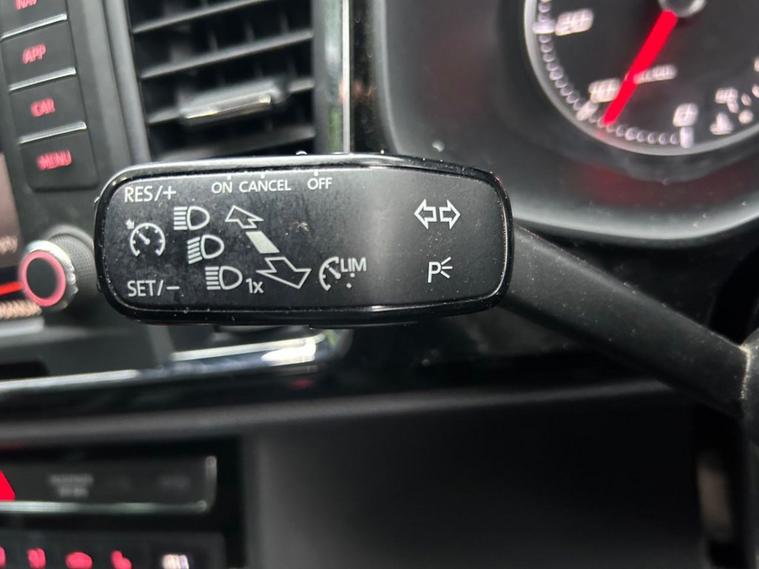 APP
CAR
MENU
RES/+
ON CANCEL OFF
LIM
SET/−
1x
P